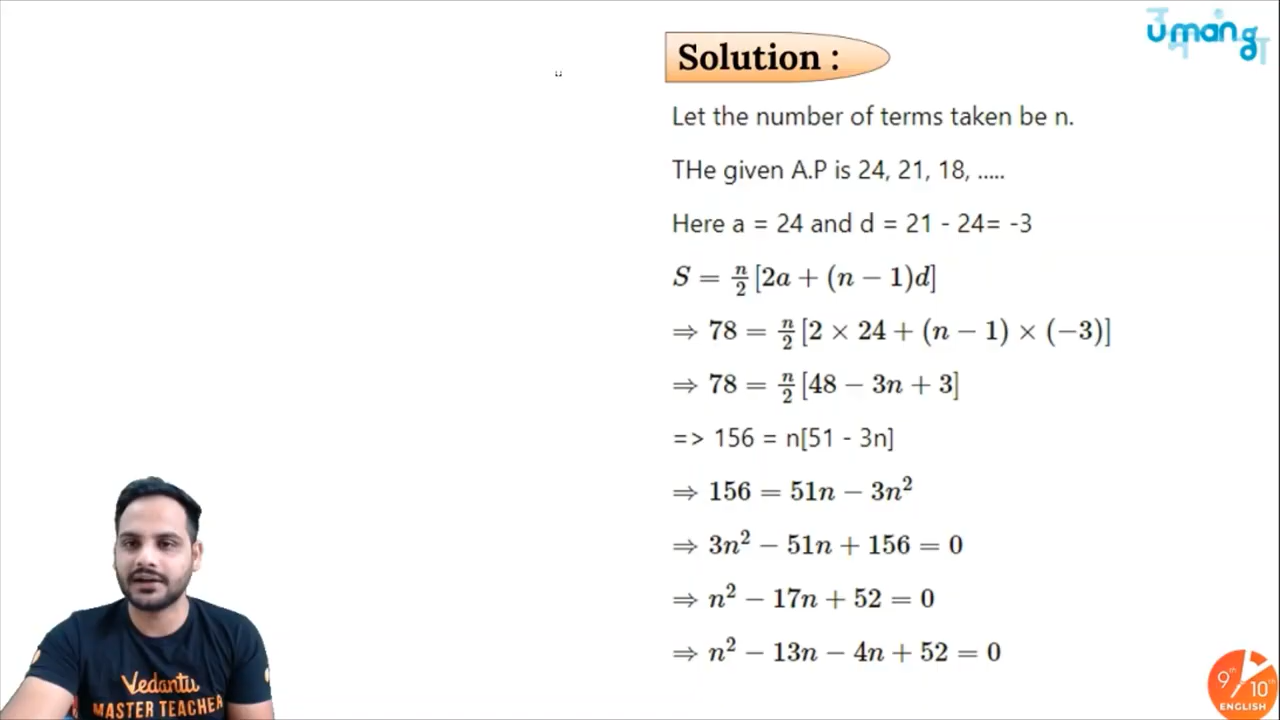 umang
Solution :
Let the number of terms taken be n.
THe given A.P is 24, 21, 18, .....
Here a = 24 and d = 21 - 24= -3
S = n/2 [2a + (n − 1)d]
⇒ 78 = n/2 [2 × 24 + (n − 1) × (−3)]
⇒ 78 = n/2 [48 − 3n + 3]
=> 156 = n[51 - 3n]
⇒ 156 = 51n − 3n²
⇒ 3n² − 51n + 156 = 0
⇒ n² − 17n + 52 = 0
⇒ n² − 13n − 4n + 52 = 0
Vedantu
MASTER TEACHER
9th 10th
ENGLISH